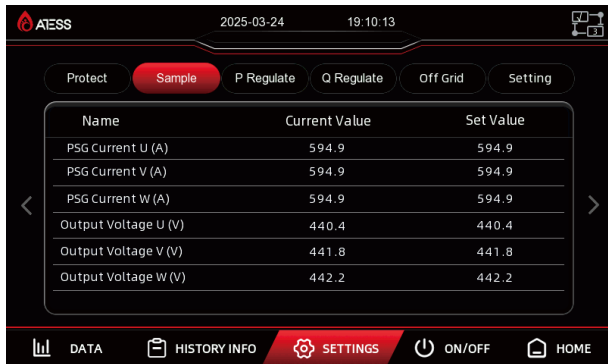 ATESS 2025-03-24 19:10:13
3
Protect Sample P Regulate Q Regulate Off Grid Setting
Name Current Value Set Value
PSG Current U (A) 594.9 594.9
PSG Current V (A) 594.9 594.9
PSG Current W (A) 594.9 594.9
Output Voltage U (V) 440.4 440.4
Output Voltage V (V) 441.8 441.8
Output Voltage W (V) 442.2 442.2
DATA HISTORY INFO SETTINGS ON/OFF HOME